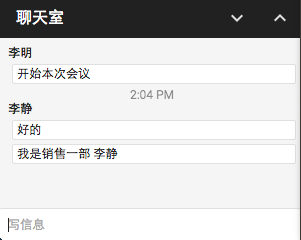 聊天室
李明
开始本次会议
2:04 PM
李静
好的
我是销售一部 李静
写信息